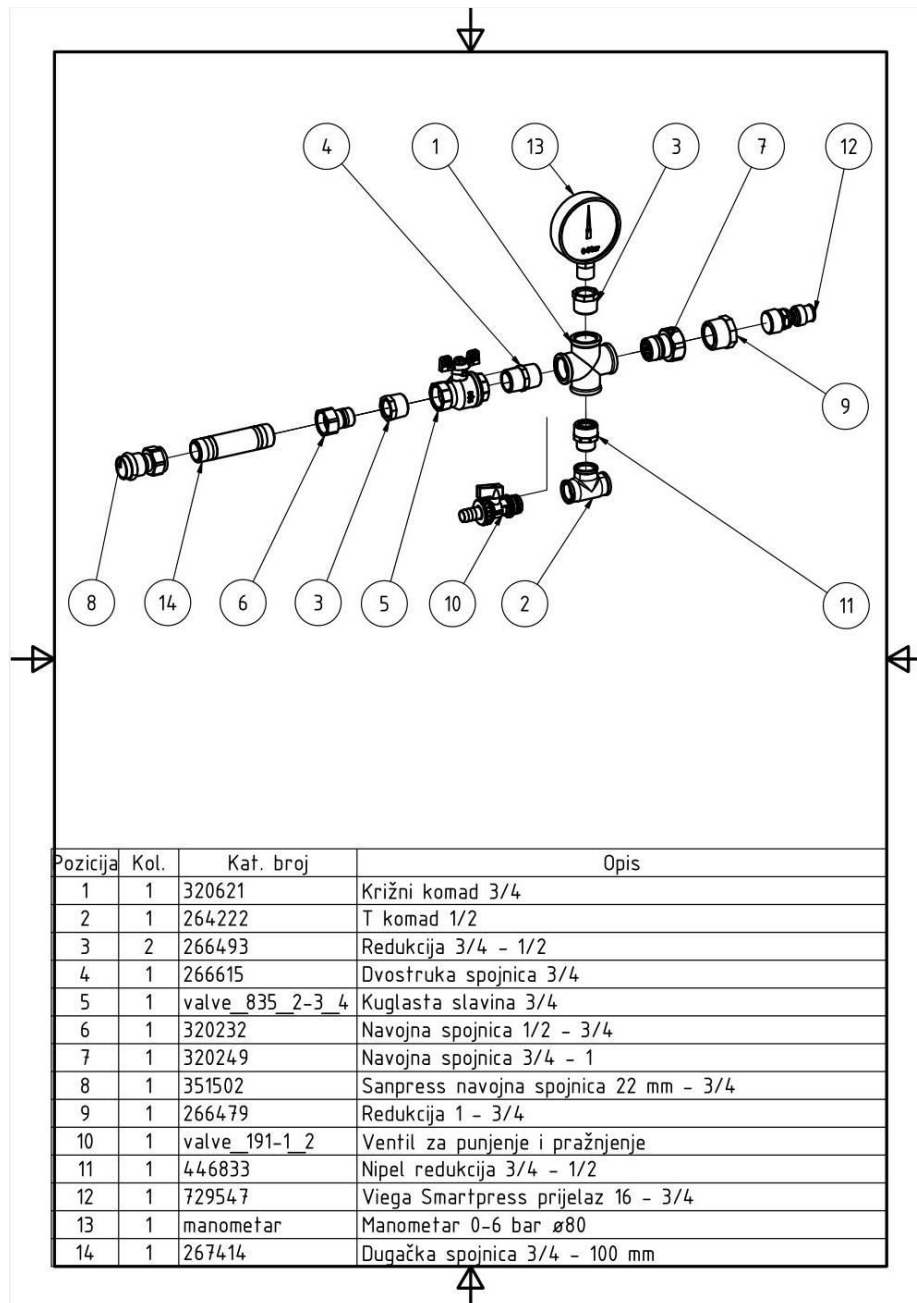 4 1 13 3 7 12
0-6 bar
9
8 14 6 3 5 10 2 11
Pozicija Kol. Kat. broj Opis
1 1 320621 Križni komad 3/4
2 1 264222 T komad 1/2
3 2 266493 Redukcija 3/4 - 1/2
4 1 266615 Dvostruka spojnica 3/4
5 1 valve_835_2-3_4 Kuglasta slavina 3/4
6 1 320232 Navojna spojnica 1/2 - 3/4
7 1 320249 Navojna spojnica 3/4 - 1
8 1 351502 Sanpress navojna spojnica 22 mm - 3/4
9 1 266479 Redukcija 1 - 3/4
10 1 valve_191-1_2 Ventil za punjenje i pražnjenje
11 1 446833 Nipel redukcija 3/4 - 1/2
12 1 729547 Viega Smartpress prijelaz 16 - 3/4
13 1 manometar Manometar 0-6 bar ø80
14 1 267414 Dugačka spojnica 3/4 - 100 mm